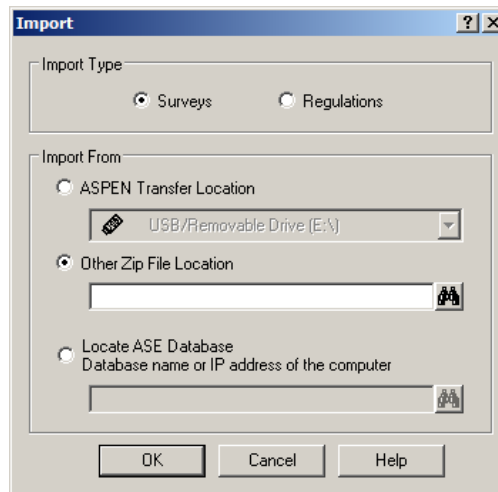 Import
Import Type
Surveys Regulations
Import From
ASPEN Transfer Location
USB/Removable Drive (E:\)
Other Zip File Location
Locate ASE Database
Database name or IP address of the computer
OK Cancel Help